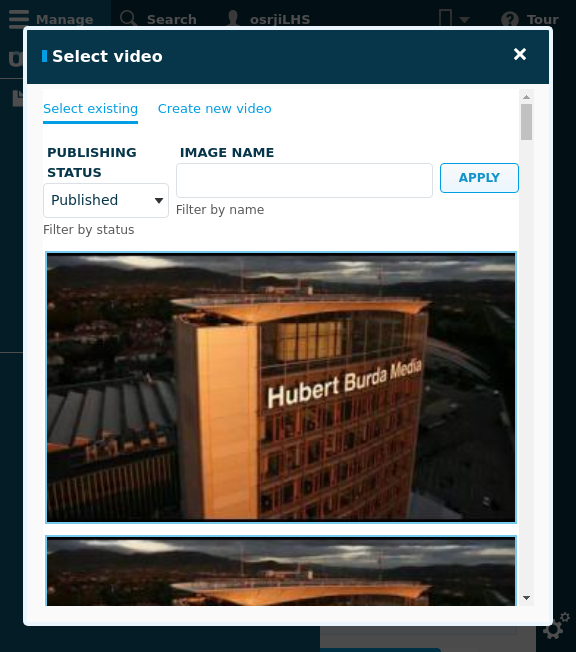 Manage
Search
osrjiLHS
Tour
Select video
Select existing
Create new video
PUBLISHING STATUS
IMAGE NAME
APPLY
Published
Filter by name
Filter by status
Hubert Burda Media